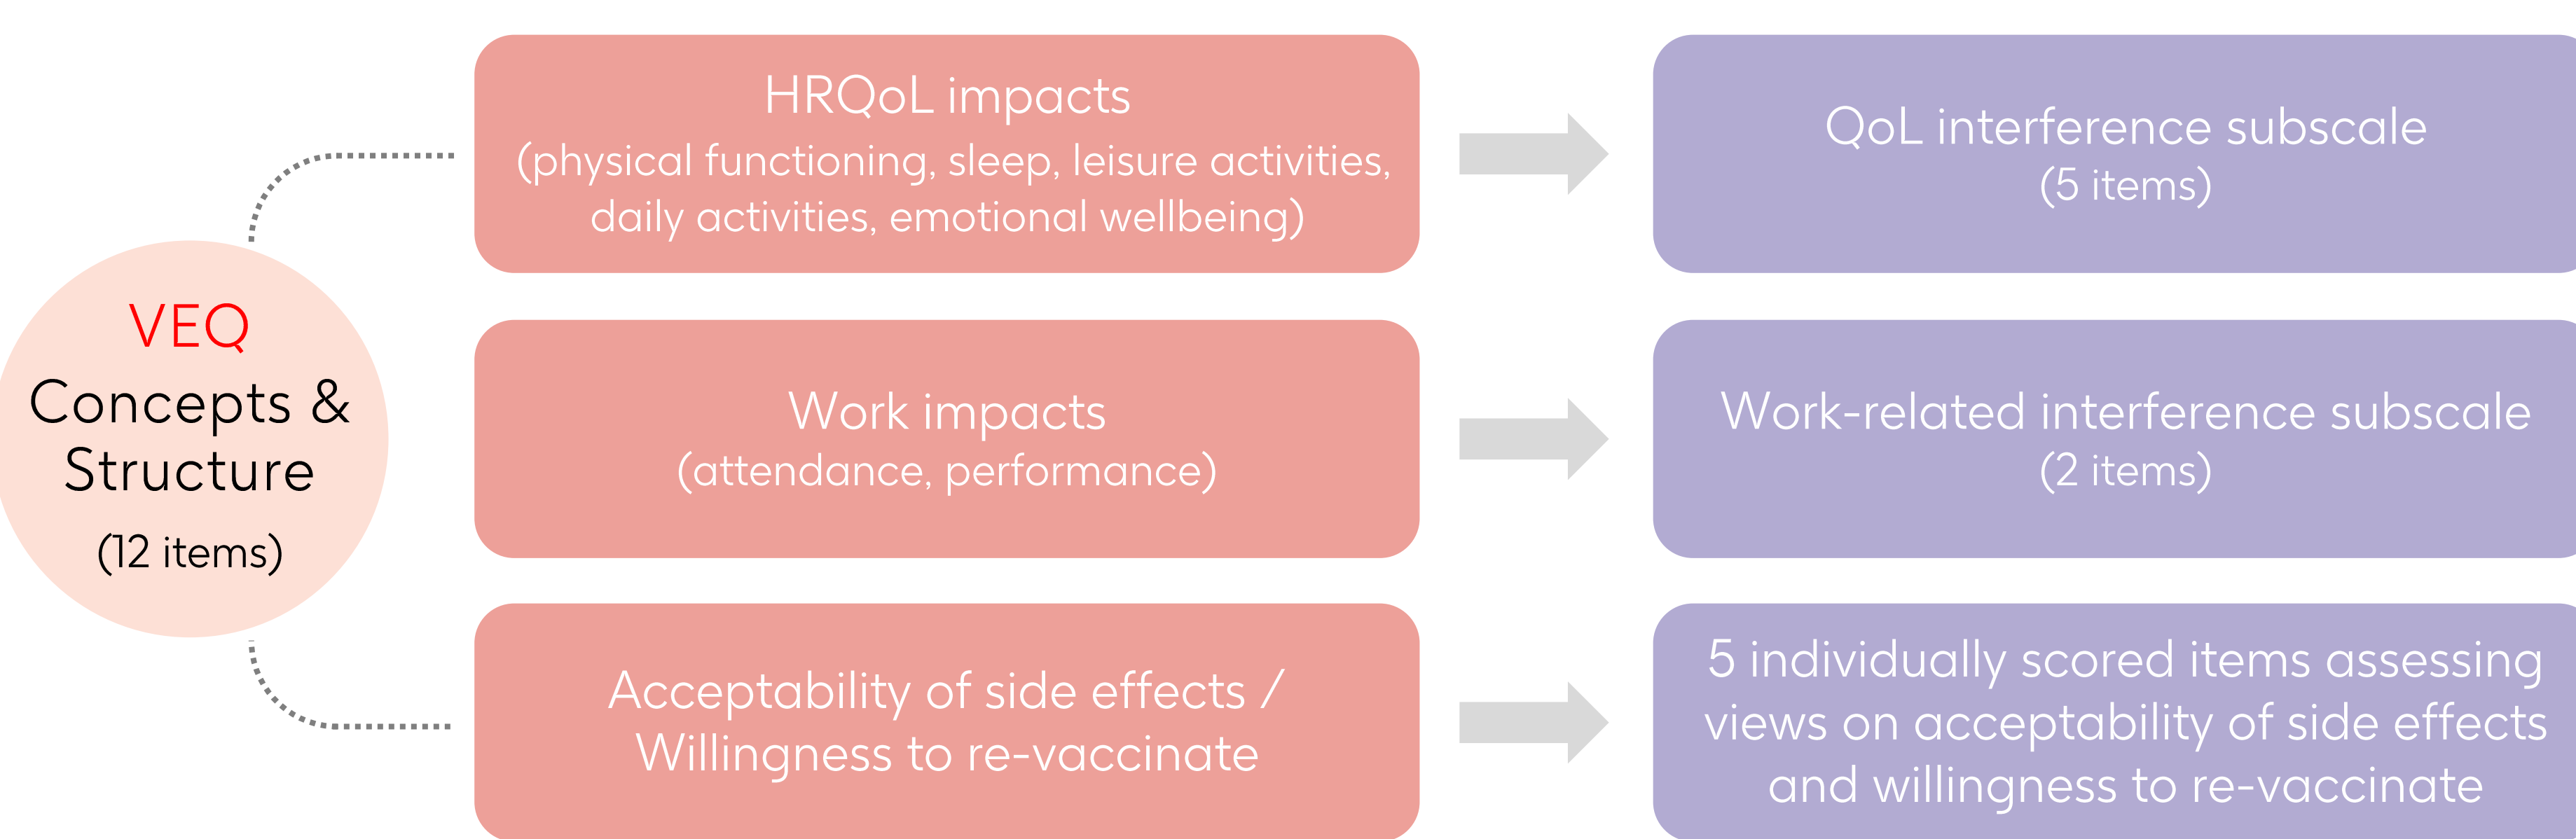 VEQ
Concepts &
Structure
(12 items)
HRQoL impacts
(physical functioning, sleep, leisure activities,
daily activities, emotional wellbeing)
QoL interference subscale
(5 items)
Work impacts
(attendance, performance)
Work-related interference subscale
(2 items)
Acceptability of side effects /
Willingness to re-vaccinate
5 individually scored items assessing
views on acceptability of side effects
and willingness to re-vaccinate